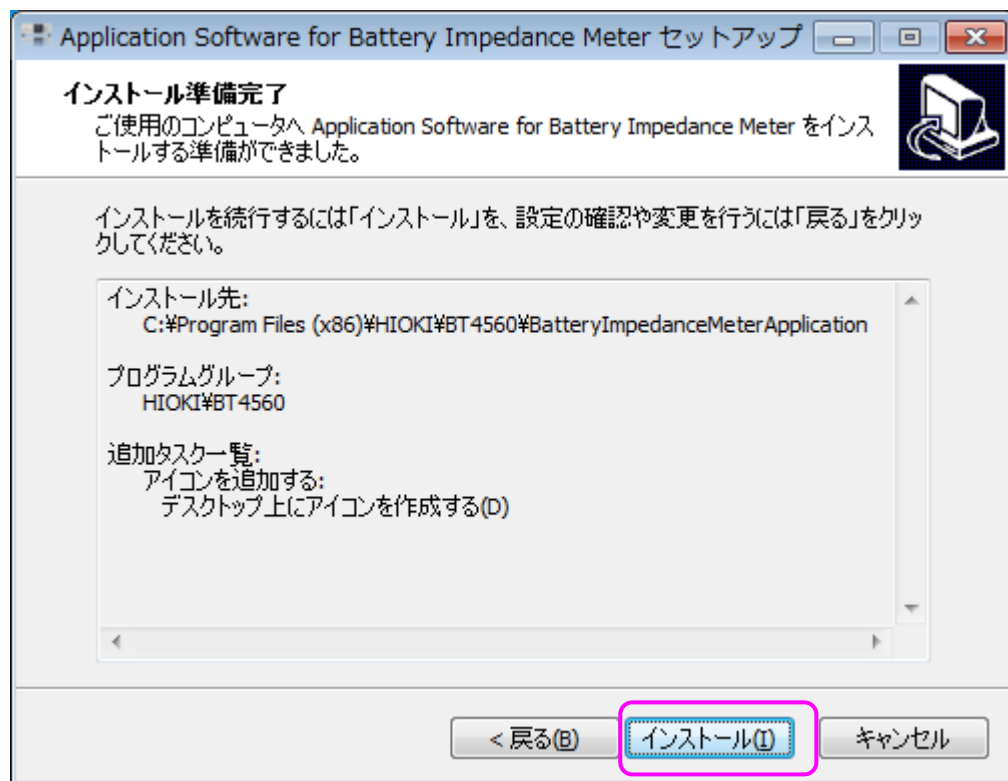 Application Software for Battery Impedance Meter セットアップ
インストール準備完了
ご使用のコンピュータへ Application Software for Battery Impedance Meter をインス
トールする準備ができました。
インストールを続行するには「インストール」を、設定の確認や変更を行うには「戻る」をクリッ
クしてください。
インストール先:
C:¥Program Files (x86)¥HIOKI¥BT4560¥BatteryImpedanceMeterApplication
プログラムグループ:
HIOKI¥BT4560
追加タスク一覧:
アイコンを追加する:
デスクトップ上にアイコンを作成する(D)
< 戻る(B) インストール(I) キャンセル